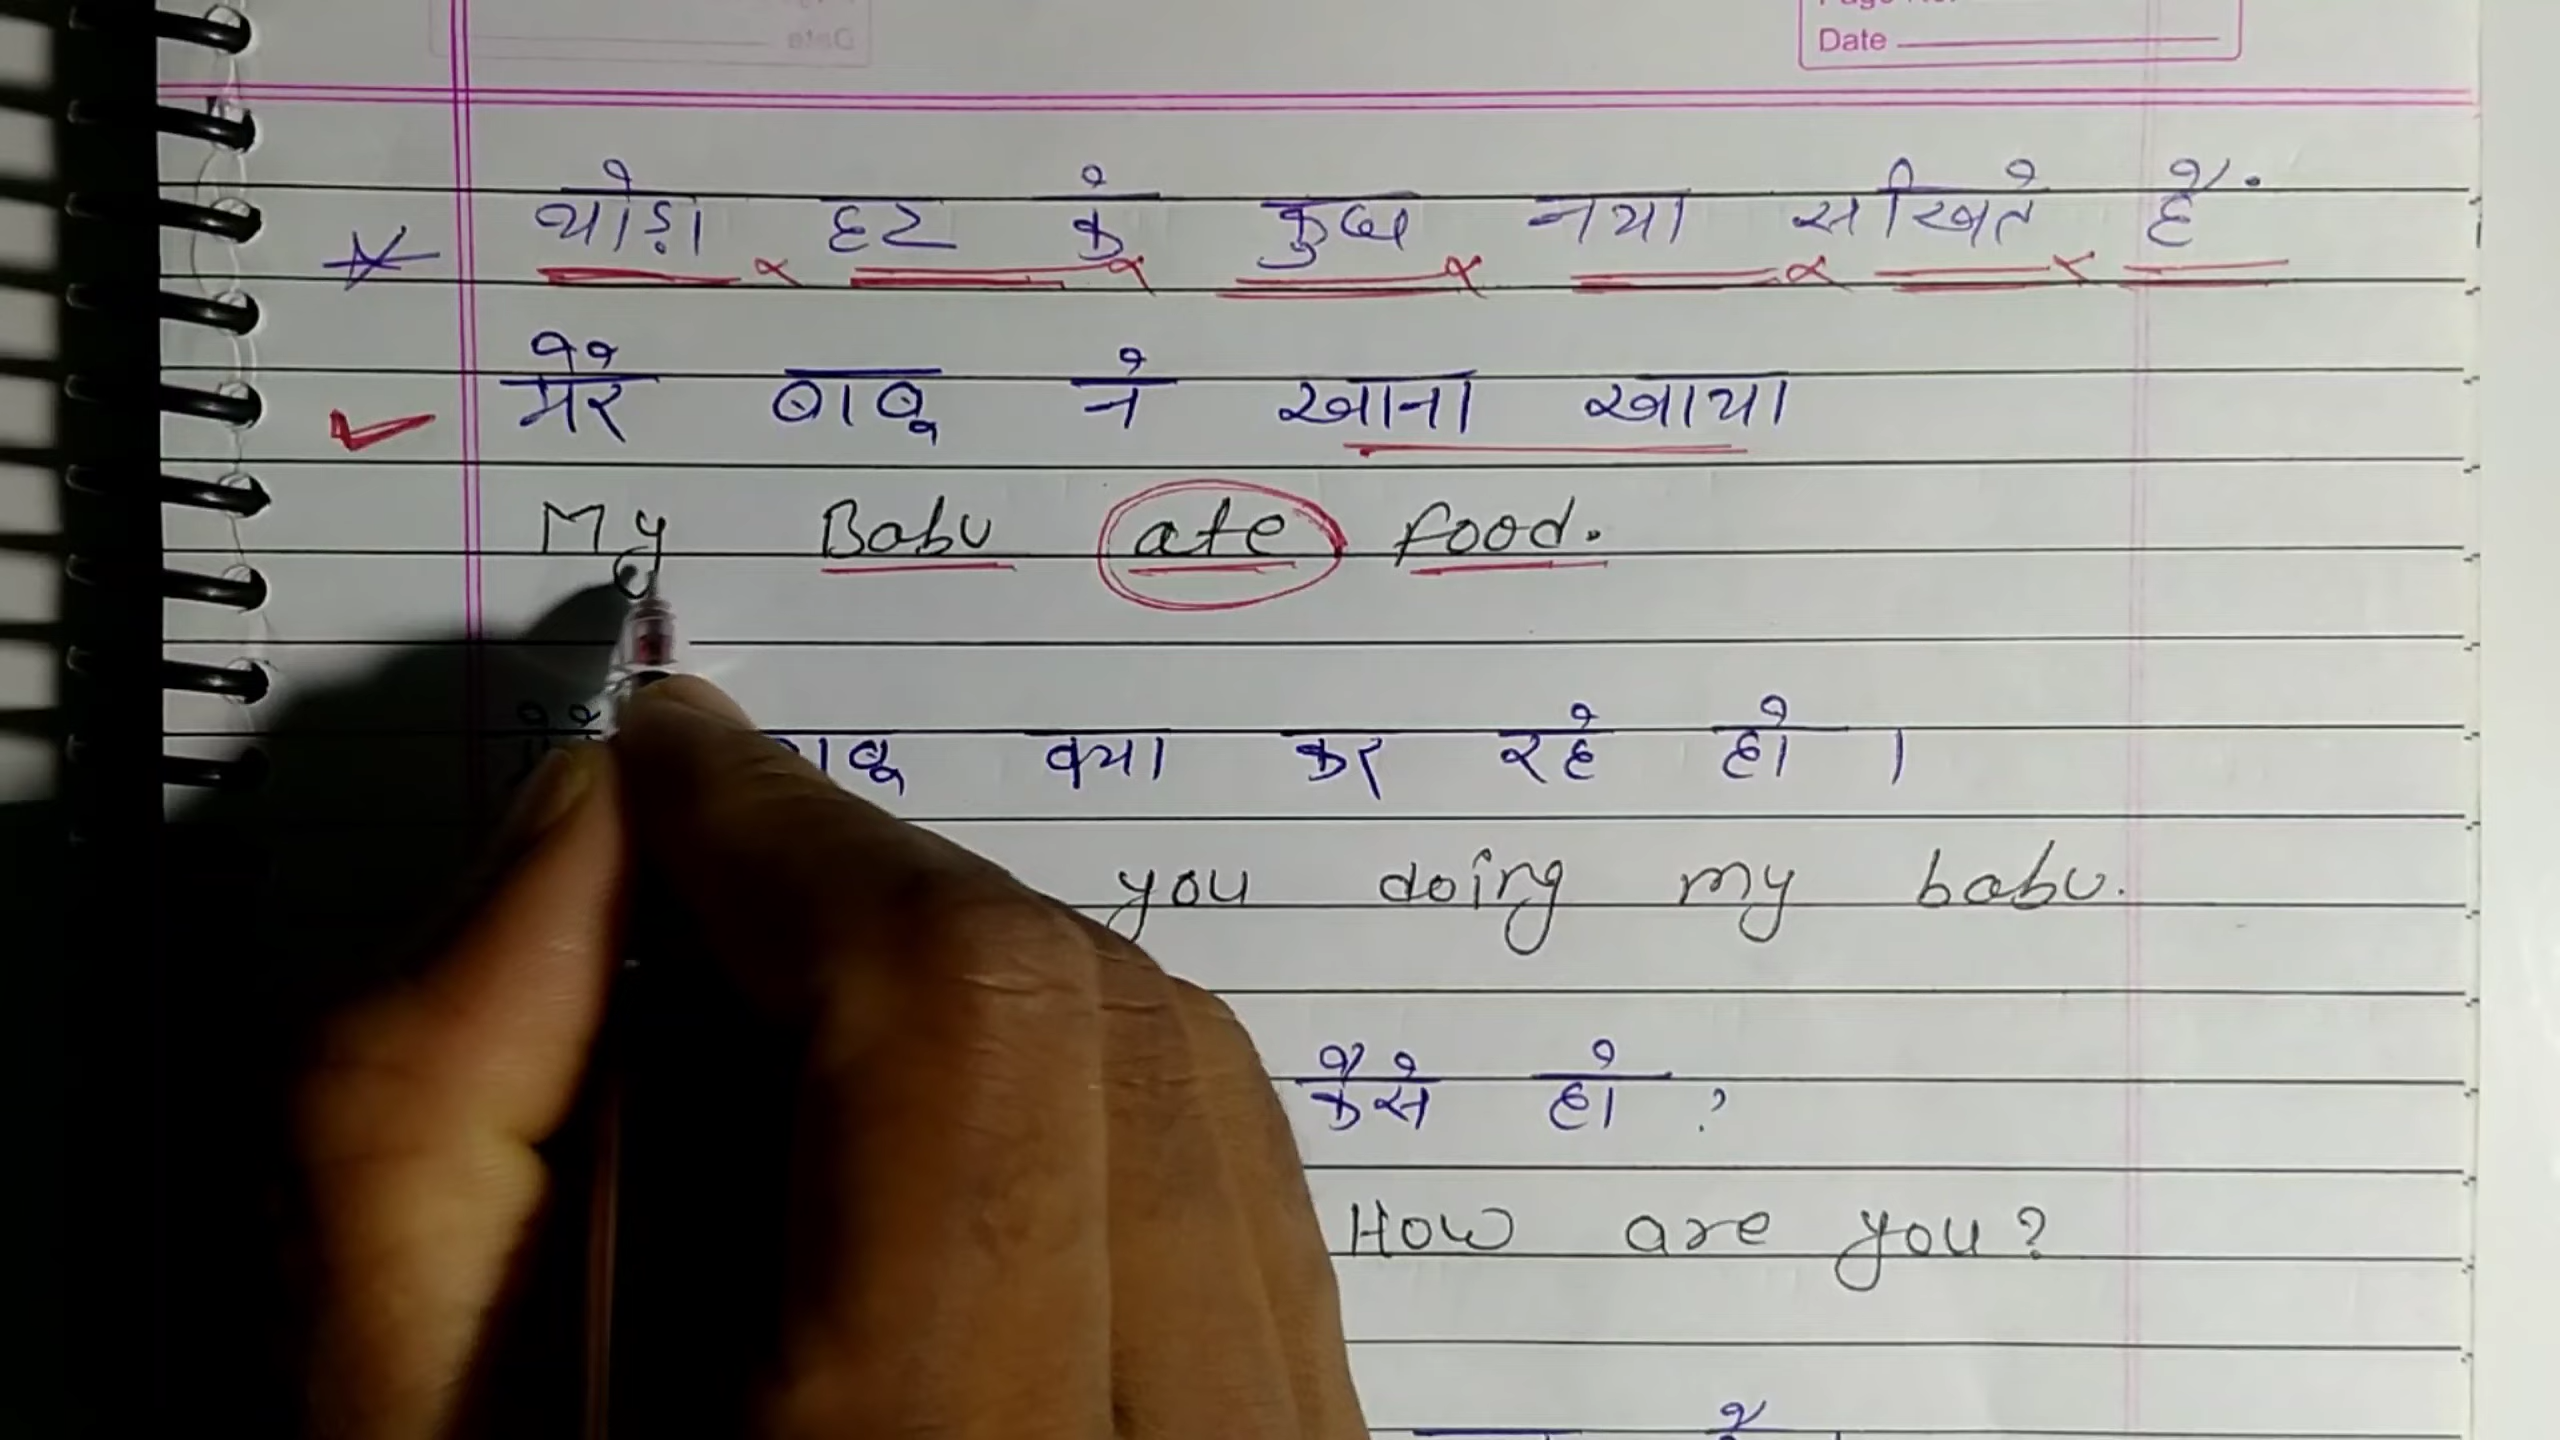 Date
थोड़ा हट के कुछ नया सीखते हैं.
मेरे बाबू ने खाना खाया
My Babu ate food.
बाबू क्या कर रहे हो ।
you doing my babu.
कैसे हो ?
How are you?